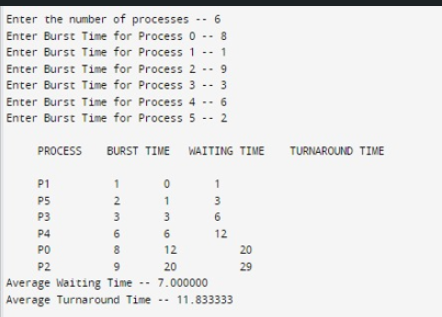 Enter the number of processes -- 6
Enter Burst Time for Process 0 -- 8
Enter Burst Time for Process 1 -- 1
Enter Burst Time for Process 2 -- 9
Enter Burst Time for Process 3 -- 3
Enter Burst Time for Process 4 -- 6
Enter Burst Time for Process 5 -- 2
PROCESS BURST TIME WAITING TIME TURNAROUND TIME
P1 1 0 1
P5 2 1 3
P3 3 3 6
P4 6 6 12
P0 8 12 20
P2 9 20 29
Average Waiting Time -- 7.000000
Average Turnaround Time -- 11.833333